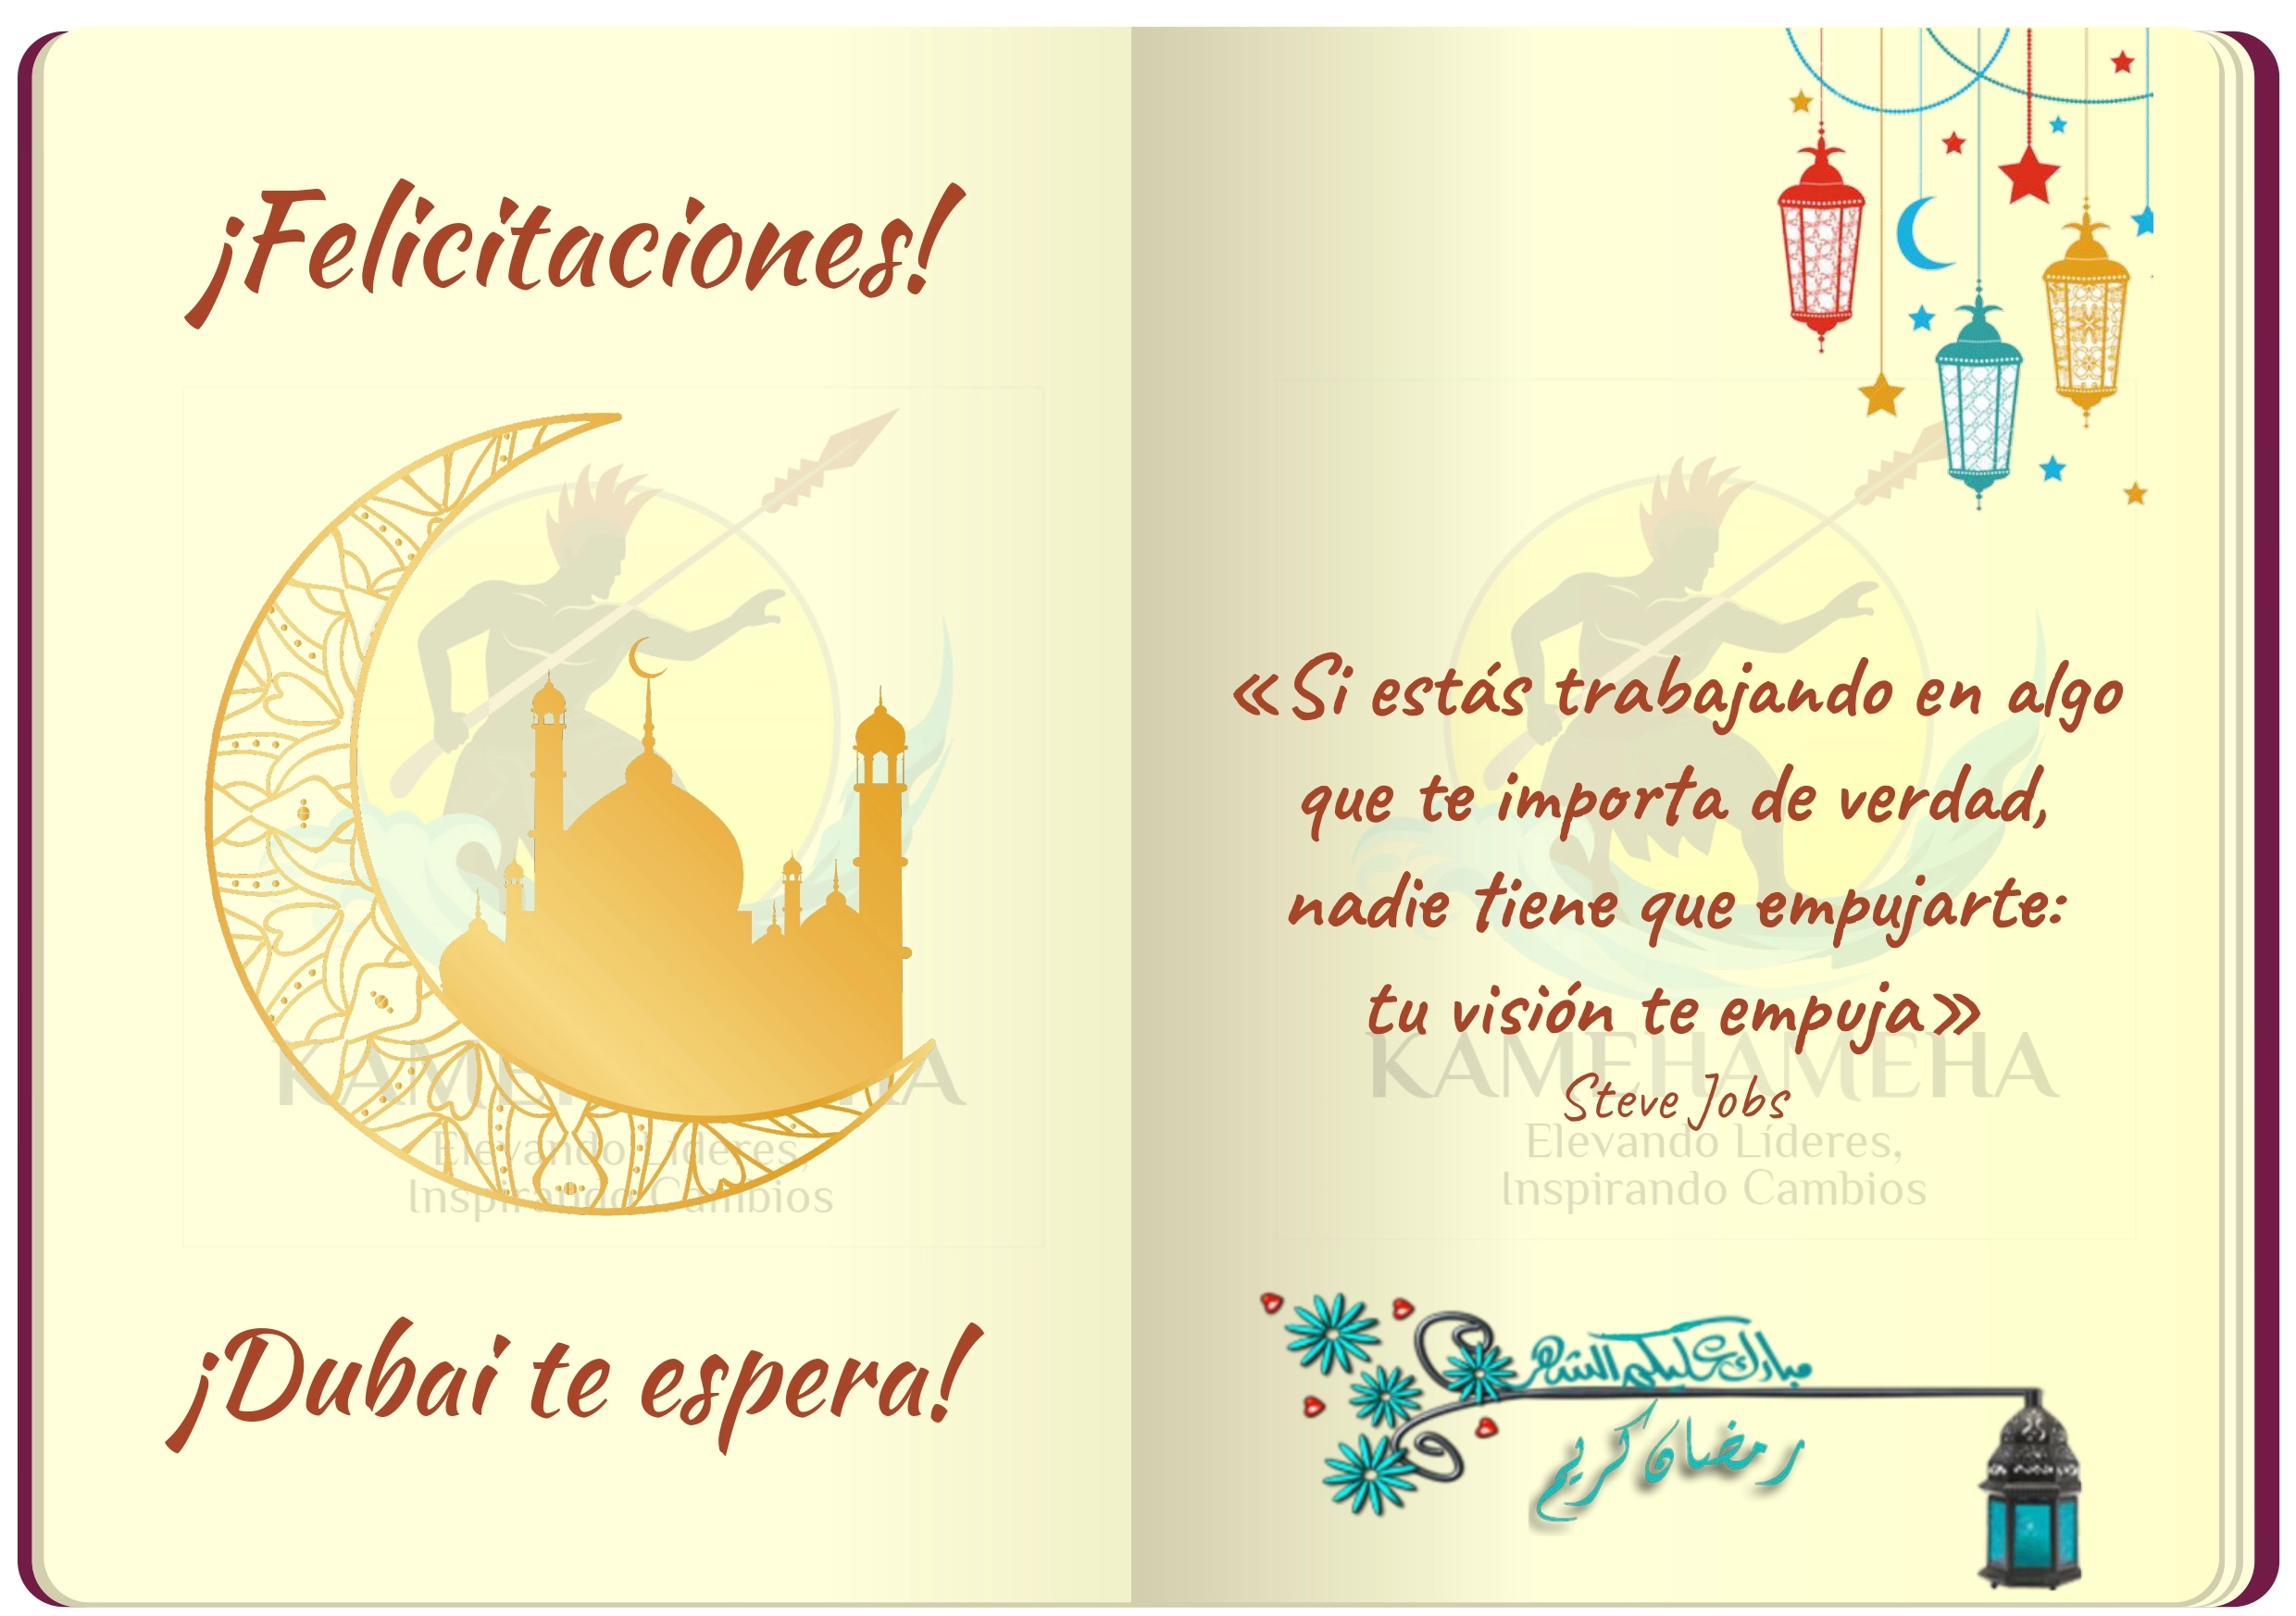 ¡Felicitaciones!
KAMEHAMEHA
Elevando Líderes,
Inspirando Cambios
¡Dubai te espera!
«Si estás trabajando en algo
que te importa de verdad,
nadie tiene que empujarte:
tu visión te empuja»
Steve Jobs
KAMEHAMEHA
Elevando Líderes,
Inspirando Cambios
مبارك عليكم الشهر
رمضان كريم